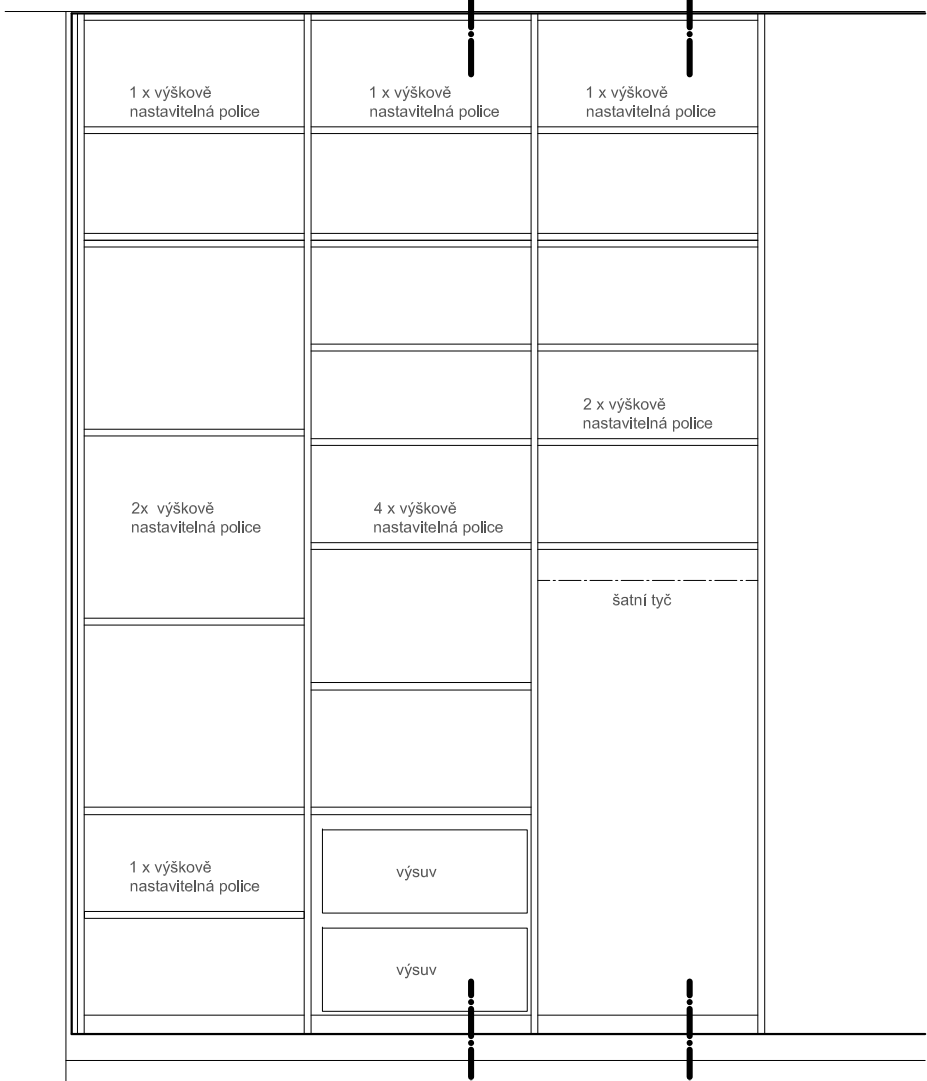 1 x výškově
nastavitelná police
1 x výškově
nastavitelná police
1 x výškově
nastavitelná police
2 x výškově
nastavitelná police
2x výškově
nastavitelná police
4 x výškově
nastavitelná police
šatní tyč
1 x výškově
nastavitelná police
výsuv
výsuv